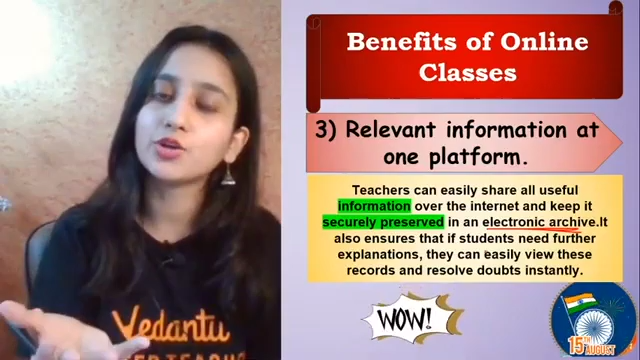 Benefits of Online
Classes
3) Relevant information at
one platform.
Teachers can easily share all useful
information over the internet and keep it
securely preserved in an electronic archive.It
also ensures that if students need further
explanations, they can easily view these
records and resolve doubts instantly.
WOW!
15TH
AUGUST
Vedantu